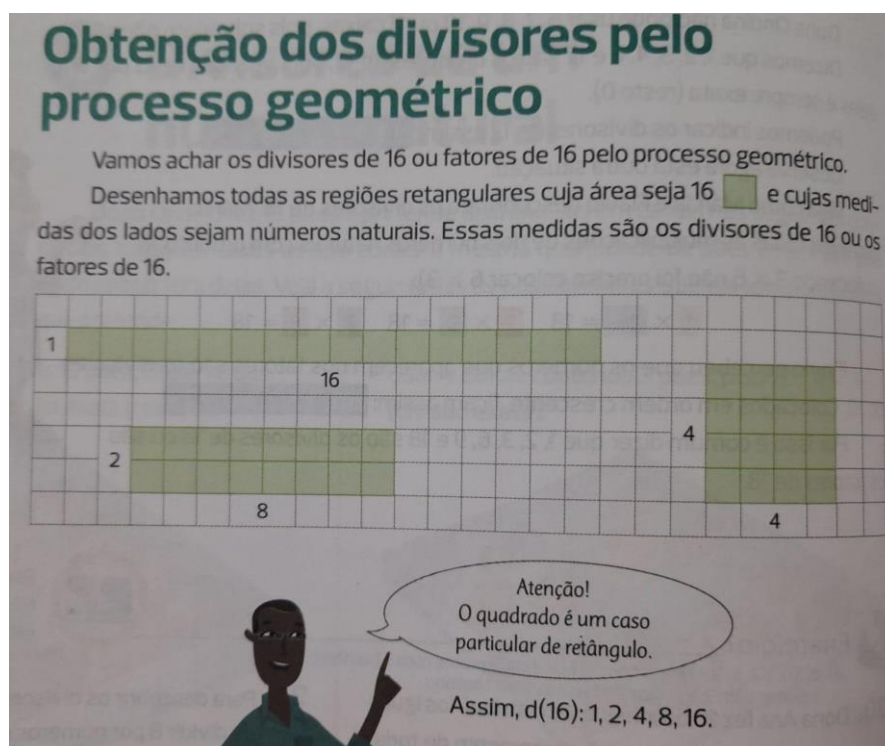 Obtenção dos divisores pelo
processo geométrico
Vamos achar os divisores de 16 ou fatores de 16 pelo processo geométrico.
Desenhamos todas as regiões retangulares cuja área seja 16 e cujas medi-
das dos lados sejam números naturais. Essas medidas são os divisores de 16 ou os
fatores de 16.
1
16
4
2
8
4
Atenção!
O quadrado é um caso
particular de retângulo.
Assim, d(16): 1, 2, 4, 8, 16.